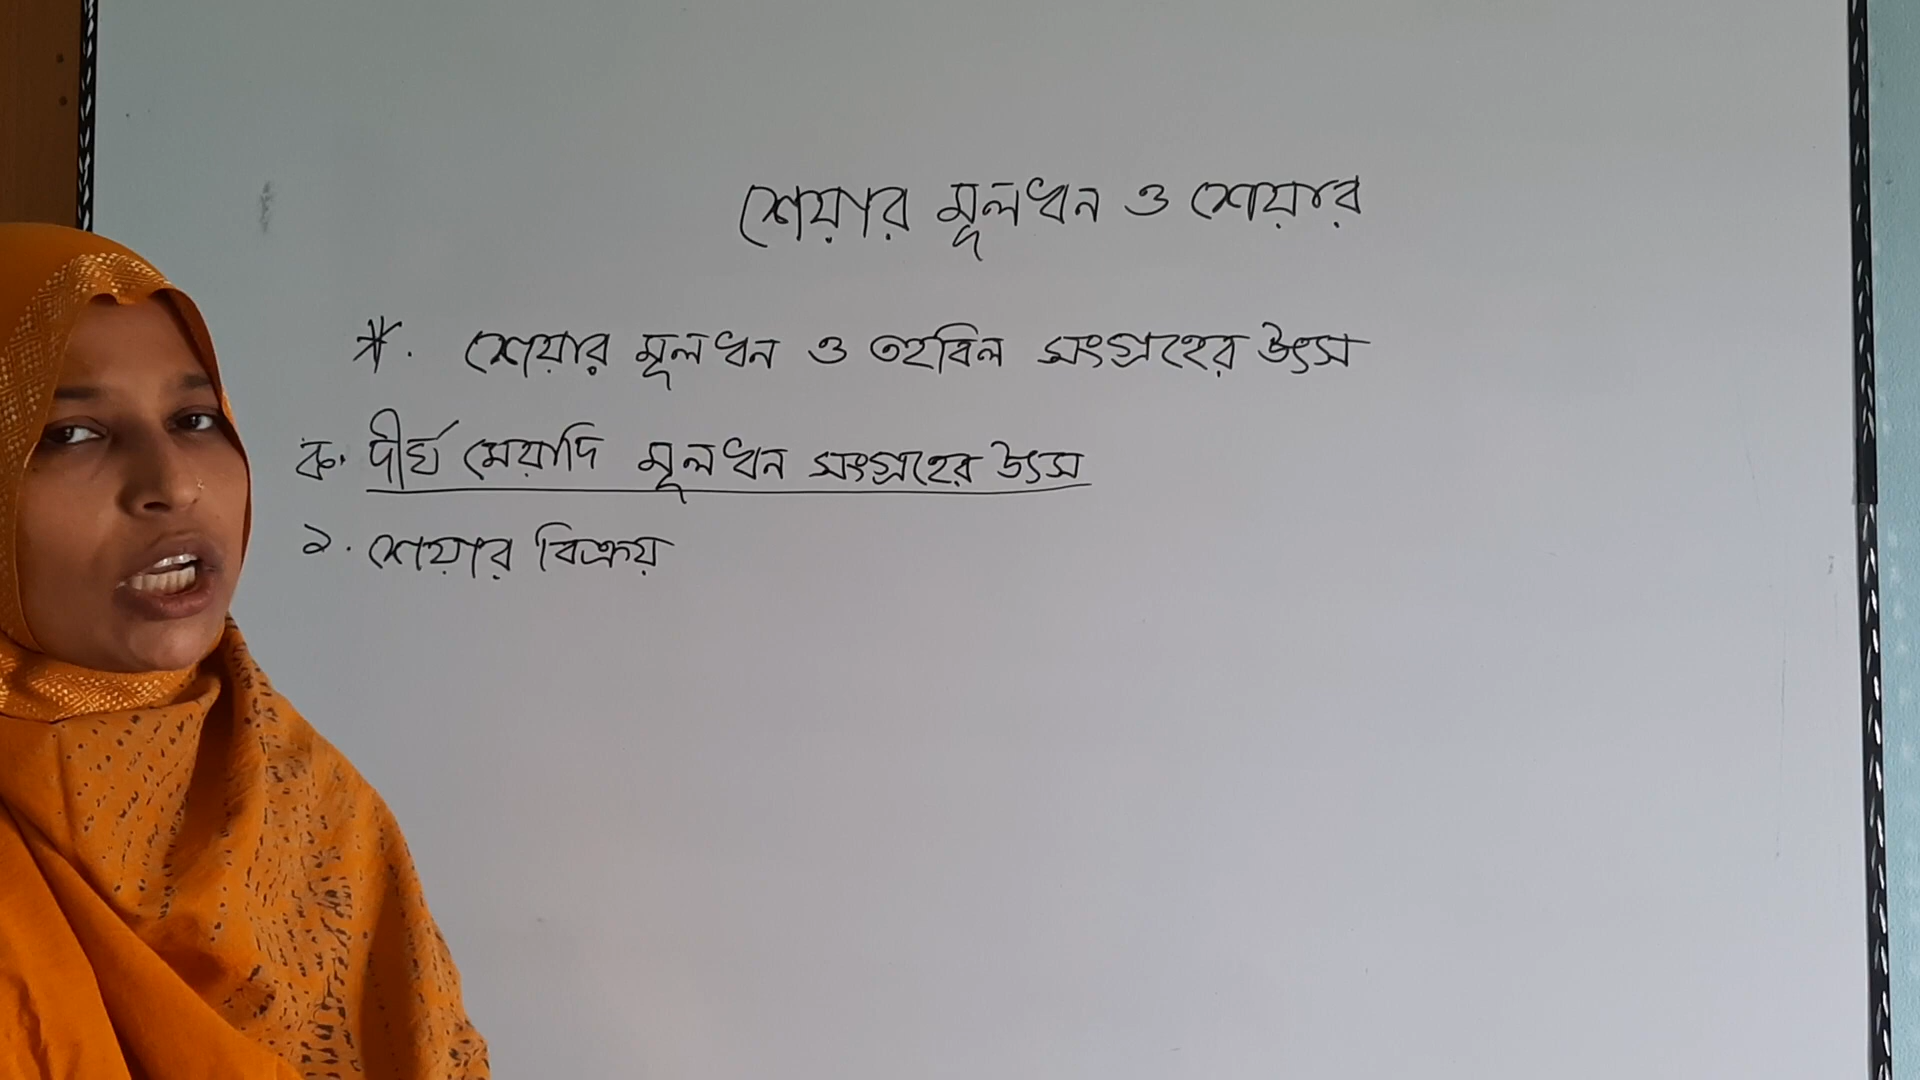 শেয়ার মূলধন ও শেয়ার
*. শেয়ার মূলধন ও তহবিল সংগ্রহের উৎস
ক. দীর্ঘ মেয়াদি মূলধন সংগ্রহের উৎস
১. শেয়ার বিক্রয়